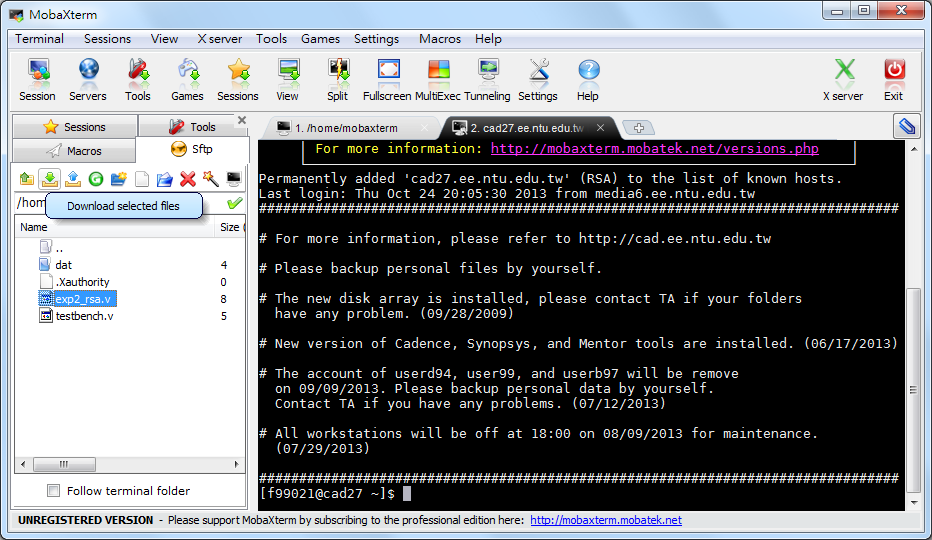 MobaXterm
Terminal Sessions View X server Tools Games Settings Macros Help
Session Servers Tools Games Sessions View Split Fullscreen MultiExec Tunneling Settings Help X server Exit
Sessions Tools
Macros Sftp
1. /home/mobaxterm
2. cad27.ee.ntu.edu.tw
/hom
Download selected files
Name Size (
..
dat 4
.Xauthority 0
exp2_rsa.v 8
testbench.v 5
Follow terminal folder
For more information: http://mobaxterm.mobatek.net/versions.php
Permanently added 'cad27.ee.ntu.edu.tw' (RSA) to the list of known hosts.
Last login: Thu Oct 24 20:05:30 2013 from media6.ee.ntu.edu.tw
################################################################################
# For more information, please refer to http://cad.ee.ntu.edu.tw
# Please backup personal files by yourself.
# The new disk array is installed, please contact TA if your folders
have any problem. (09/28/2009)
# New version of Cadence, Synopsys, and Mentor tools are installed. (06/17/2013)
# The account of userd94, user99, and userb97 will be remove
on 09/09/2013. Please backup personal data by yourself.
Contact TA if you have any problems. (07/12/2013)
# All workstations will be off at 18:00 on 08/09/2013 for maintenance.
(07/29/2013)
################################################################################
[f99021@cad27 ~]$
UNREGISTERED VERSION - Please support MobaXterm by subscribing to the professional edition here: http://mobaxterm.mobatek.net